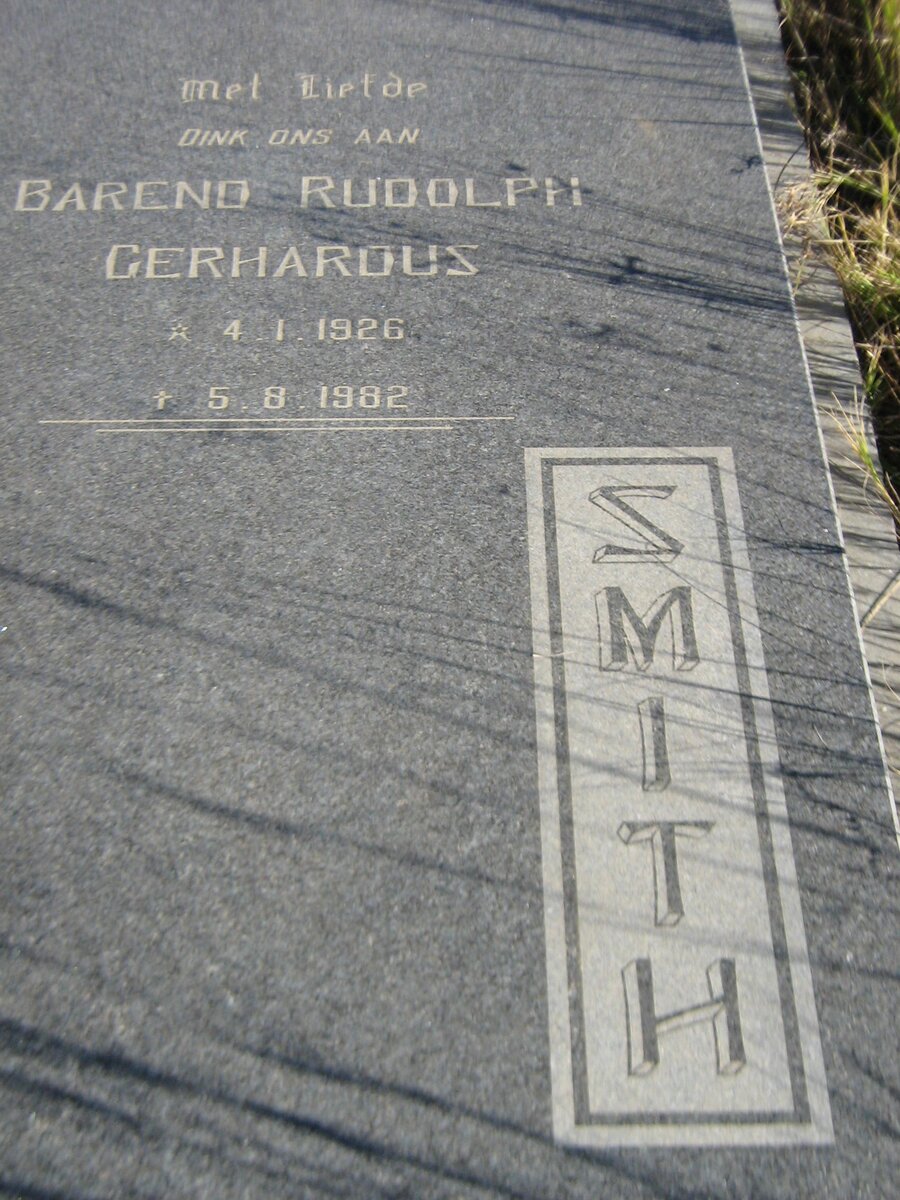 Met Liefde
DINK ONS AAN
BAREND RUDOLPH
GERHARDUS
* 4.1.1926
† 5.8.1982
SMITH